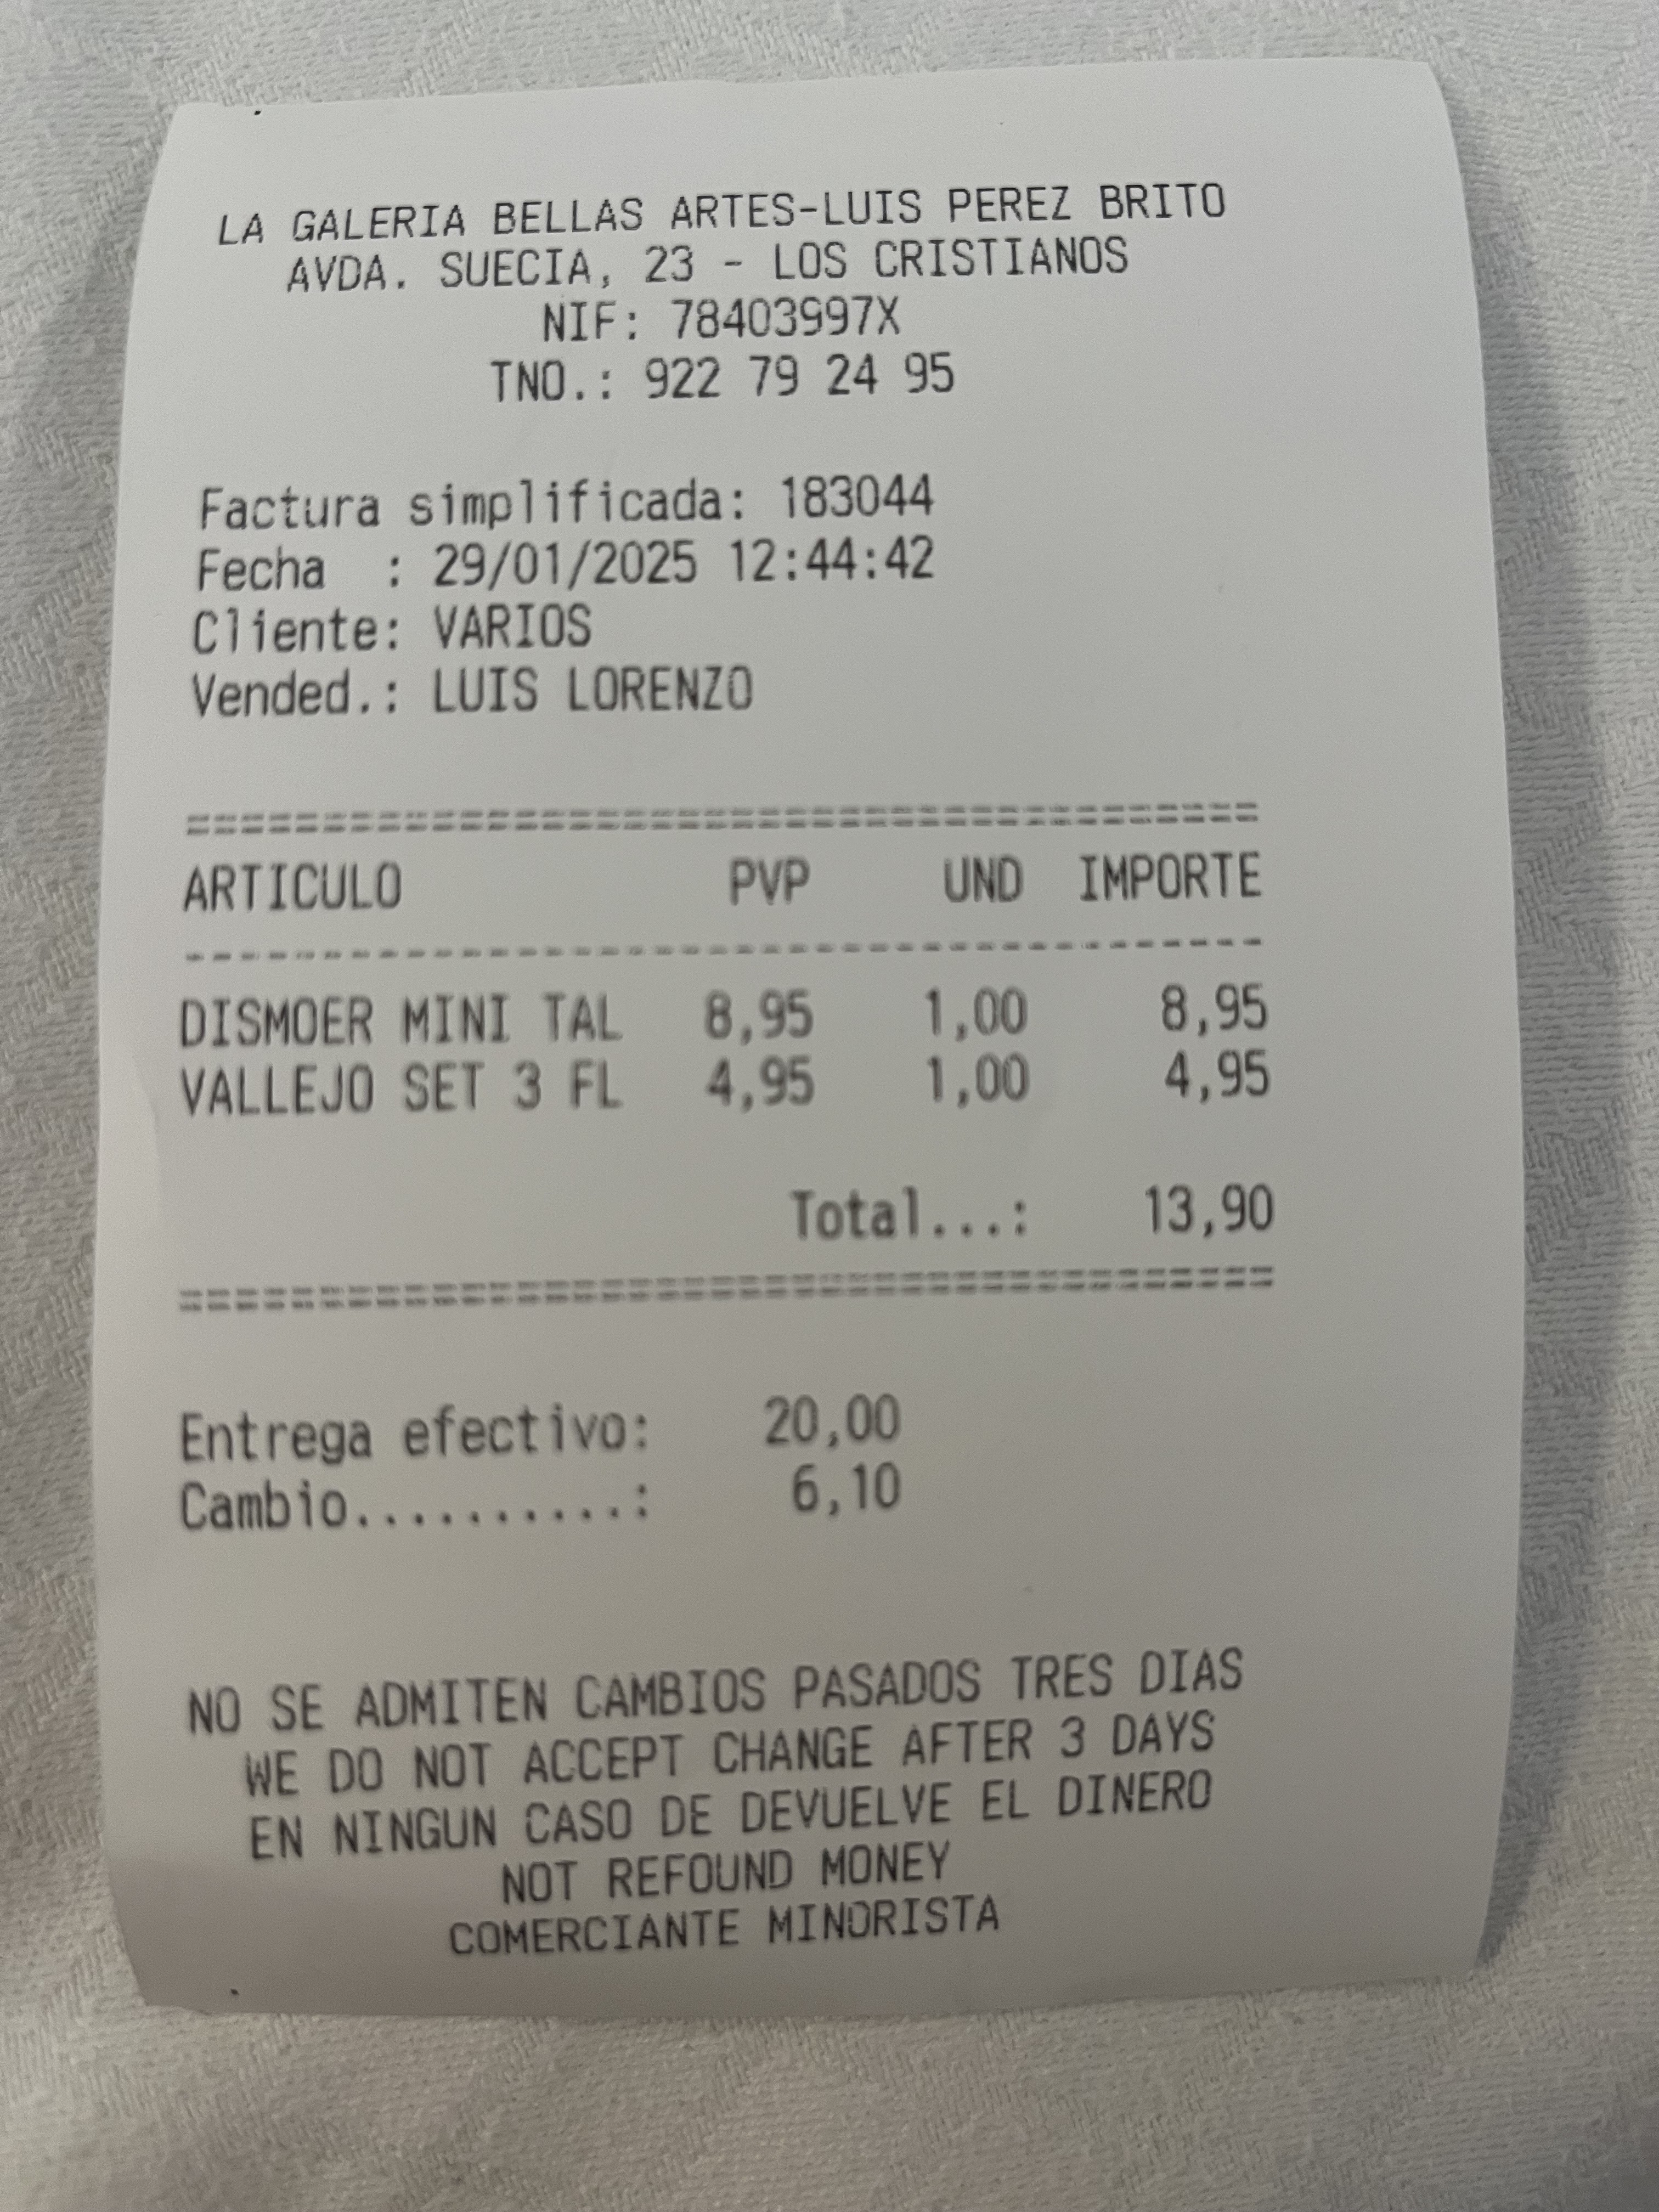 LA GALERIA BELLAS ARTES-LUIS PEREZ BRITO
AVDA. SUECIA, 23 - LOS CRISTIANOS
NIF: 78403997X
TNO.: 922 79 24 95
Factura simplificada: 183044
Fecha : 29/01/2025 12:44:42
Cliente: VARIOS
Vended.: LUIS LORENZO
================================
ARTICULO PVP UND IMPORTE
----------------------------------------
DISMOER MINI TAL 8,95 1,00 8,95
VALLEJO SET 3 FL 4,95 1,00 4,95
Total...: 13,90
================================
Entrega efectivo: 20,00
Cambio..........: 6,10
NO SE ADMITEN CAMBIOS PASADOS TRES DIAS
WE DO NOT ACCEPT CHANGE AFTER 3 DAYS
EN NINGUN CASO DE DEVUELVE EL DINERO
NOT REFOUND MONEY
COMERCIANTE MINORISTA